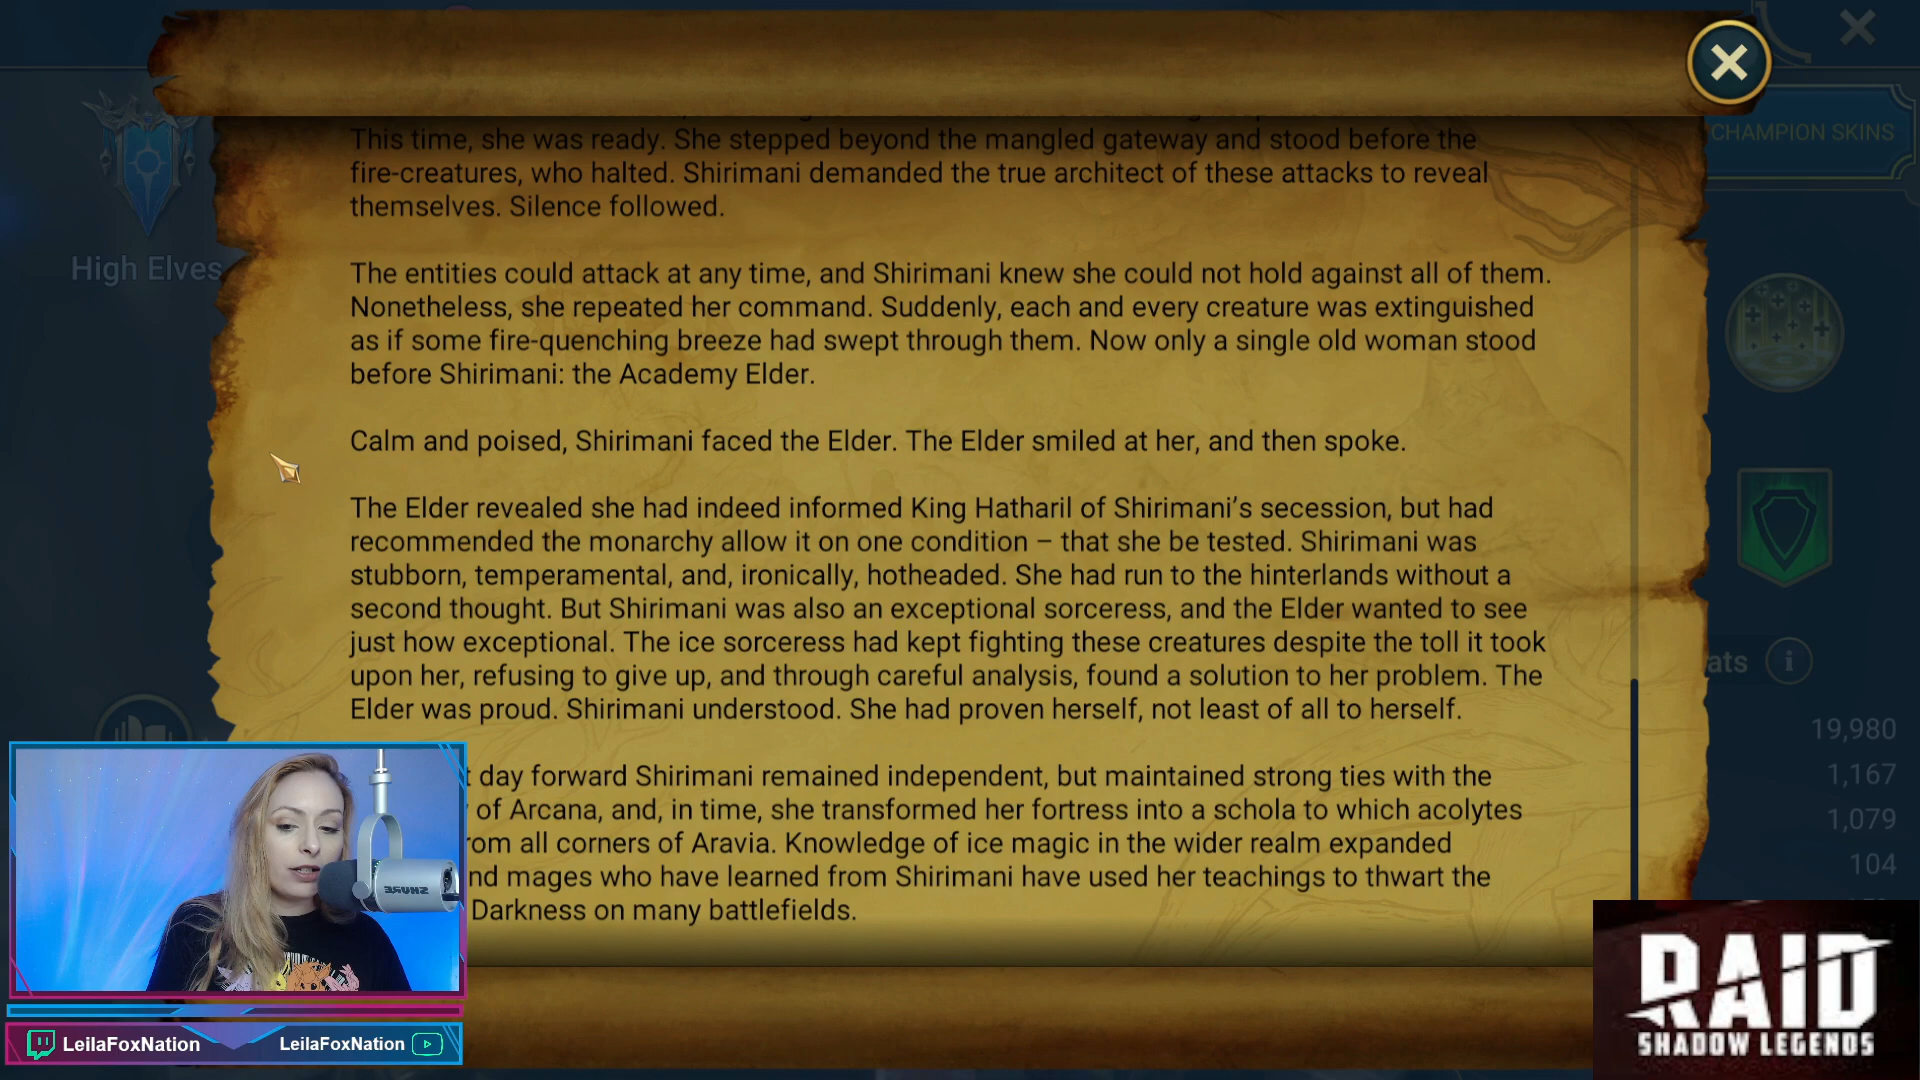 This time, she was ready. She stepped beyond the mangled gateway and stood before the
fire-creatures, who halted. Shirimani demanded the true architect of these attacks to reveal
themselves. Silence followed.
The entities could attack at any time, and Shirimani knew she could not hold against all of them.
Nonetheless, she repeated her command. Suddenly, each and every creature was extinguished
as if some fire-quenching breeze had swept through them. Now only a single old woman stood
before Shirimani: the Academy Elder.
Calm and poised, Shirimani faced the Elder. The Elder smiled at her, and then spoke.
The Elder revealed she had indeed informed King Hatharil of Shirimani’s secession, but had
recommended the monarchy allow it on one condition – that she be tested. Shirimani was
stubborn, temperamental, and, ironically, hotheaded. She had run to the hinterlands without a
second thought. But Shirimani was also an exceptional sorceress, and the Elder wanted to see
just how exceptional. The ice sorceress had kept fighting these creatures despite the toll it took
upon her, refusing to give up, and through careful analysis, found a solution to her problem. The
Elder was proud. Shirimani understood. She had proven herself, not least of all to herself.
day forward Shirimani remained independent, but maintained strong ties with the
of Arcana, and, in time, she transformed her fortress into a schola to which acolytes
om all corners of Aravia. Knowledge of ice magic in the wider realm expanded
nd mages who have learned from Shirimani have used her teachings to thwart the
Darkness on many battlefields.
High Elves
CHAMPION SKINS
ats
19,980
1,167
1,079
104
SHURE
LeilaFoxNation
LeilaFoxNation
RAID
SHADOW LEGENDS